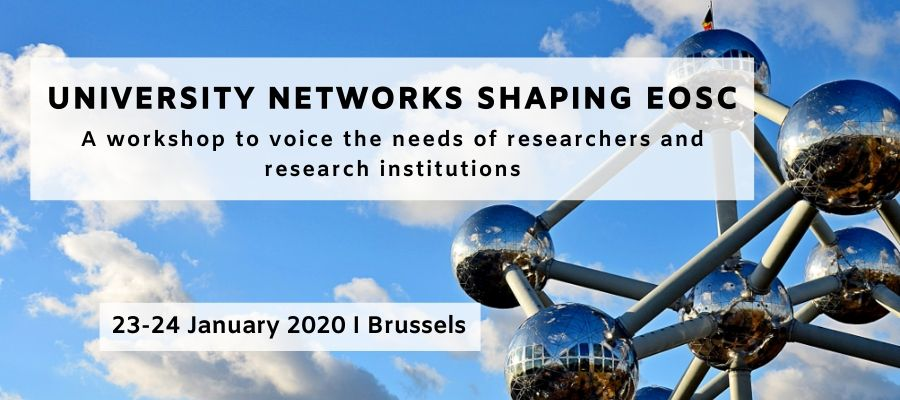 UNIVERSITY NETWORKS SHAPING EOSC
A workshop to voice the needs of researchers and
research institutions
23-24 January 2020 I Brussels